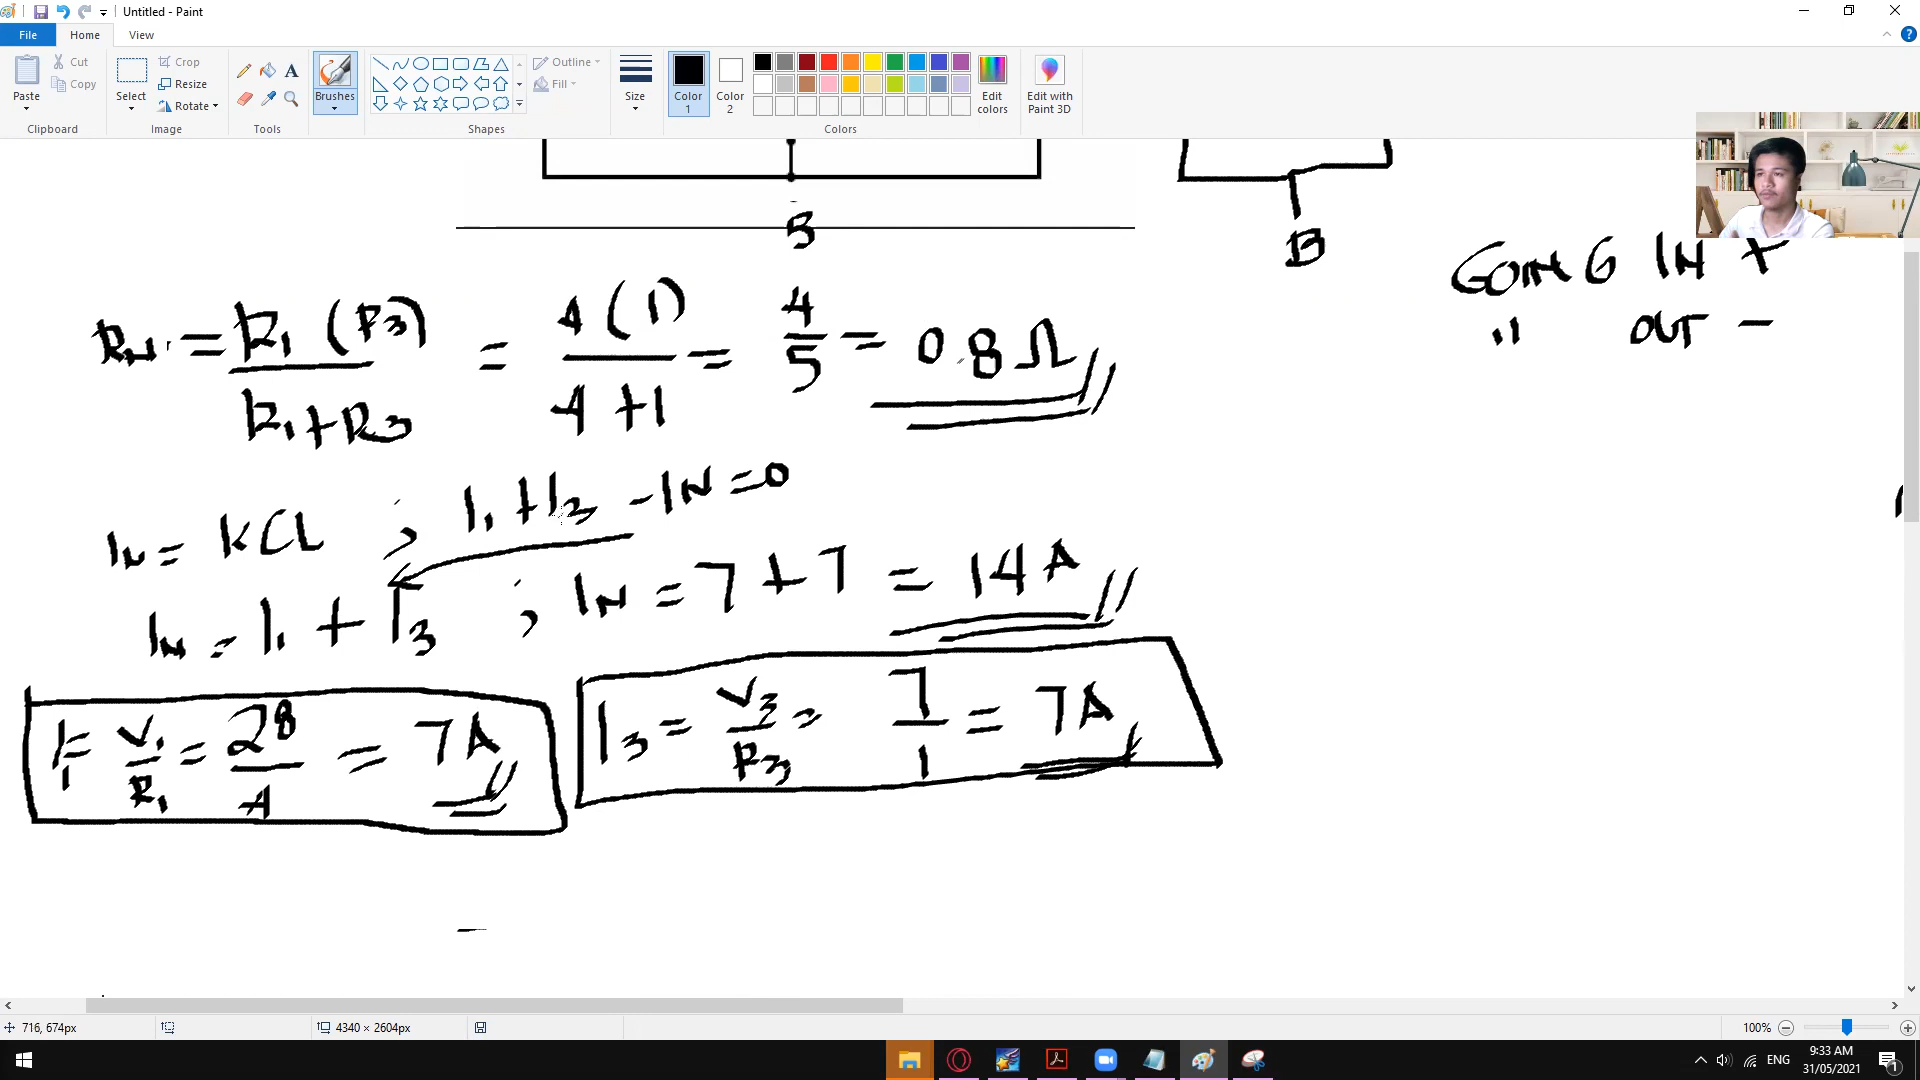 Untitled - Paint
File Home View
Paste Cut Copy Clipboard
Select Crop Resize Rotate Image
Tools
Brushes
Outline Fill Shapes
Size
Color 1 Color 2 Edit colors Colors
Edit with Paint 3D
B
B
GOING IN +
" OUT -
RN = R1 (R3) / R1+R3 = 4 (1) / 4+1 = 4/5 = 0.8 Ω
IN = KCL ; I1 + I3 - IN = 0
IN = I1 + I3 ; IN = 7 + 7 = 14A
I1 = V1/R1 = 28/4 = 7A
I3 = V3/R3 = 7/1 = 7A
716, 674px
4340 × 2604px
100%
ENG
9:33 AM
31/05/2021
1